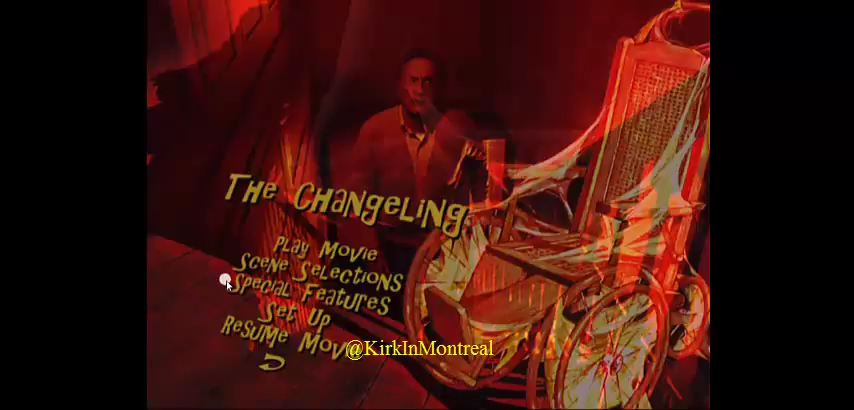 The Changeling
Play Movie
Scene Selections
Special Features
Set Up
Resume Mov
@KirkInMontreal